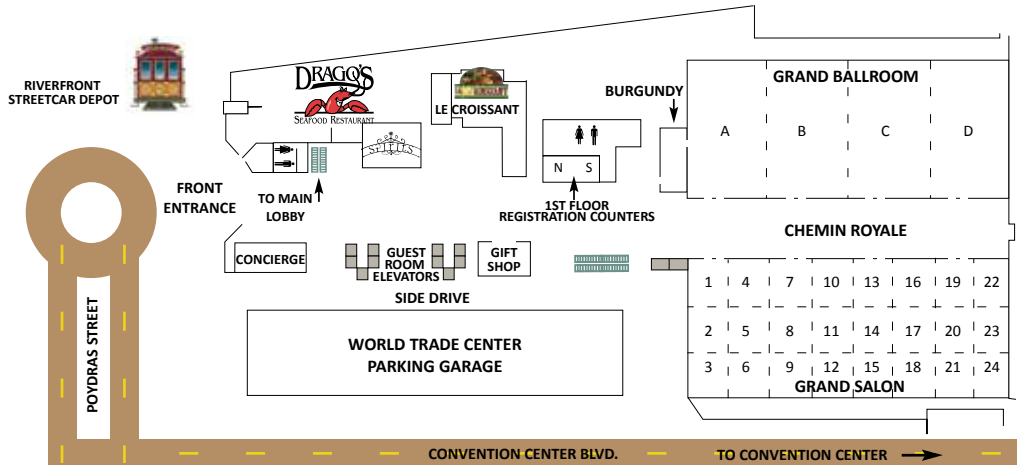 RIVERFRONT
STREETCAR DEPOT
DRAGO'S
SEAFOOD RESTAURANT
SPIRITS
LE CROISSANT
BURGUNDY
GRAND BALLROOM
A B C D
N S
1ST FLOOR
REGISTRATION COUNTERS
FRONT
ENTRANCE
TO MAIN
LOBBY
CHEMIN ROYALE
CONCIERGE
GUEST
ROOM
ELEVATORS
GIFT
SHOP
SIDE DRIVE
1 4 7 10 13 16 19 22
2 5 8 11 14 17 20 23
3 6 9 12 15 18 21 24
GRAND SALON
WORLD TRADE CENTER
PARKING GARAGE
POYDRAS STREET
CONVENTION CENTER BLVD.
TO CONVENTION CENTER